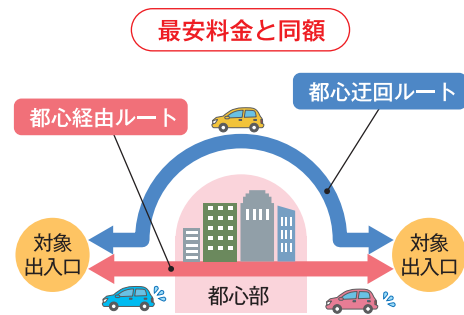 最安料金と同額
都心迂回ルート
都心経由ルート
対象
出入口
対象
出入口
都心部